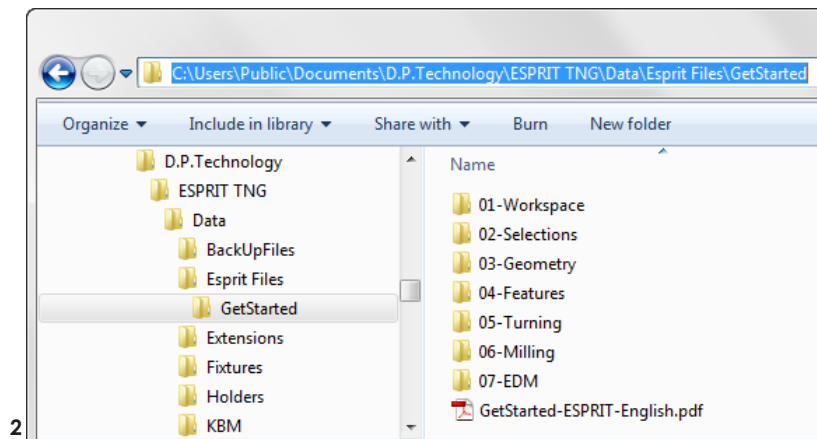 C:\Users\Public\Documents\D.P.Technology\ESPRIT TNG\Data\Esprit Files\GetStarted
Organize Include in library Share with Burn New folder
D.P.Technology
ESPRIT TNG
Data
BackUpFiles
Esprit Files
GetStarted
Extensions
Fixtures
Holders
KBM
Name
01-Workspace
02-Selections
03-Geometry
04-Features
05-Turning
06-Milling
07-EDM
GetStarted-ESPRIT-English.pdf
2